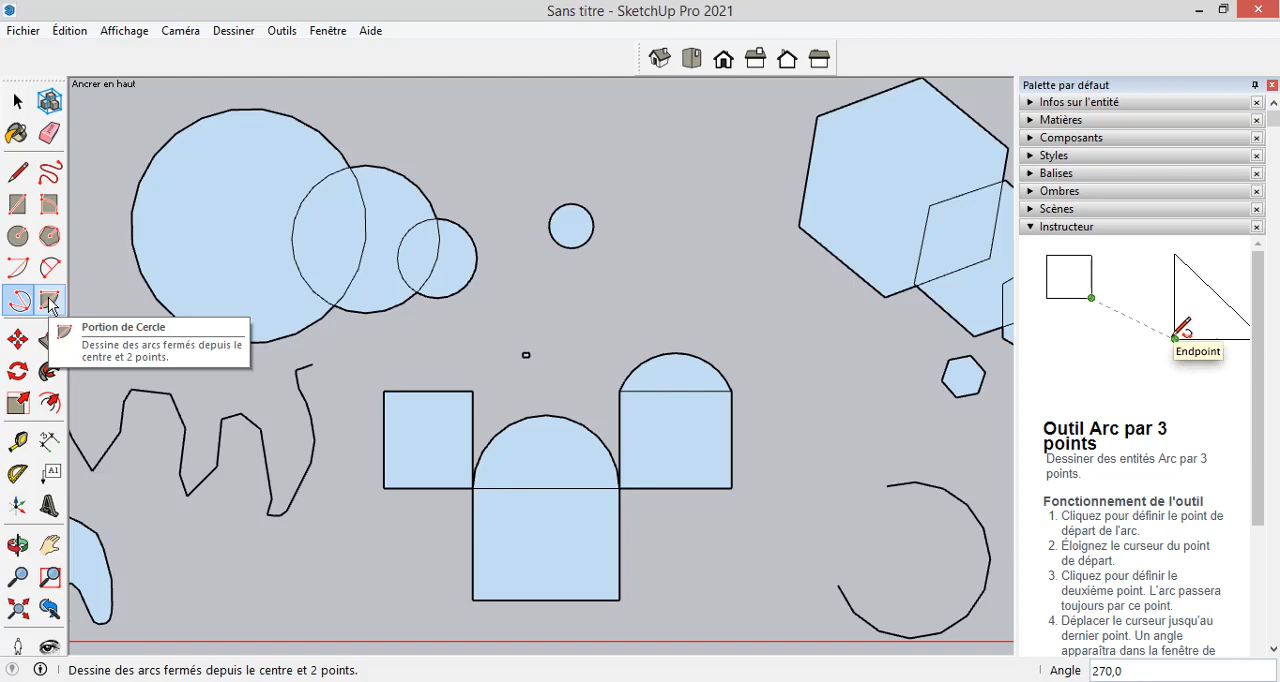 Sans titre - SketchUp Pro 2021
Fichier Édition Affichage Caméra Dessiner Outils Fenêtre Aide
Ancrer en haut
Palette par défaut
Infos sur l'entité
Matières
Composants
Styles
Balises
Ombres
Scènes
Instructeur
Portion de Cercle
Dessine des arcs fermés depuis le
centre et 2 points.
A1
Endpoint
Outil Arc par 3
points
Dessiner des entités Arc par 3
points.
Fonctionnement de l'outil
1. Cliquez pour définir le point de
départ de l'arc.
2. Éloignez le curseur du point
de départ.
3. Cliquez pour définir le
deuxième point. L'arc passera
toujours par ce point.
4. Déplacer le curseur jusqu'au
dernier point. Un angle
apparaîtra dans la fenêtre de
Dessine des arcs fermés depuis le centre et 2 points.
Angle 270,0